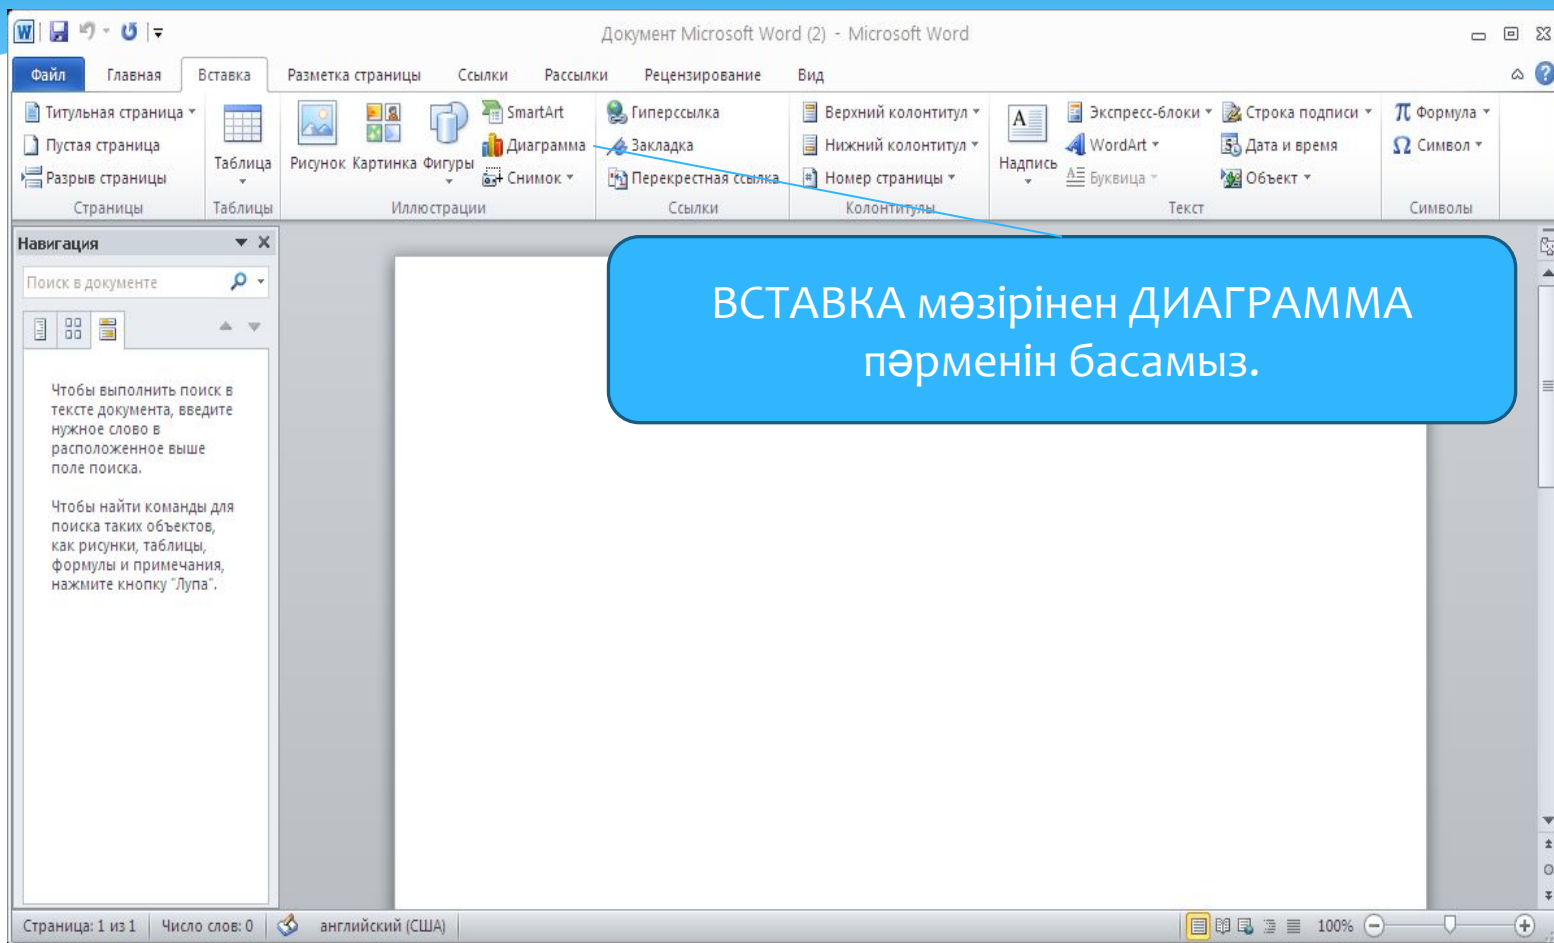 Документ Microsoft Word (2) - Microsoft Word
Файл Главная Вставка Разметка страницы Ссылки Рассылки Рецензирование Вид
Титульная страница
Пустая страница
Разрыв страницы
Страницы
Таблица
Таблицы
Рисунок Картинка Фигуры
SmartArt
Диаграмма
Снимок
Иллюстрации
Гиперссылка
Закладка
Перекрестная ссылка
Ссылки
Верхний колонтитул
Нижний колонтитул
Номер страницы
Колонтитулы
Надпись
Экспресс-блоки
WordArt
Буквица
Строка подписи
Дата и время
Объект
Текст
π Формула
Ω Символ
Символы
Навигация
Поиск в документе
Чтобы выполнить поиск в
тексте документа, введите
нужное слово в
расположенное выше
поле поиска.
Чтобы найти команды для
поиска таких объектов,
как рисунки, таблицы,
формулы и примечания,
нажмите кнопку "Лупа".
ВСТАВКА мәзірінен ДИАГРАММА
пәрменін басамыз.
Страница: 1 из 1 Число слов: 0 английский (США) 100%